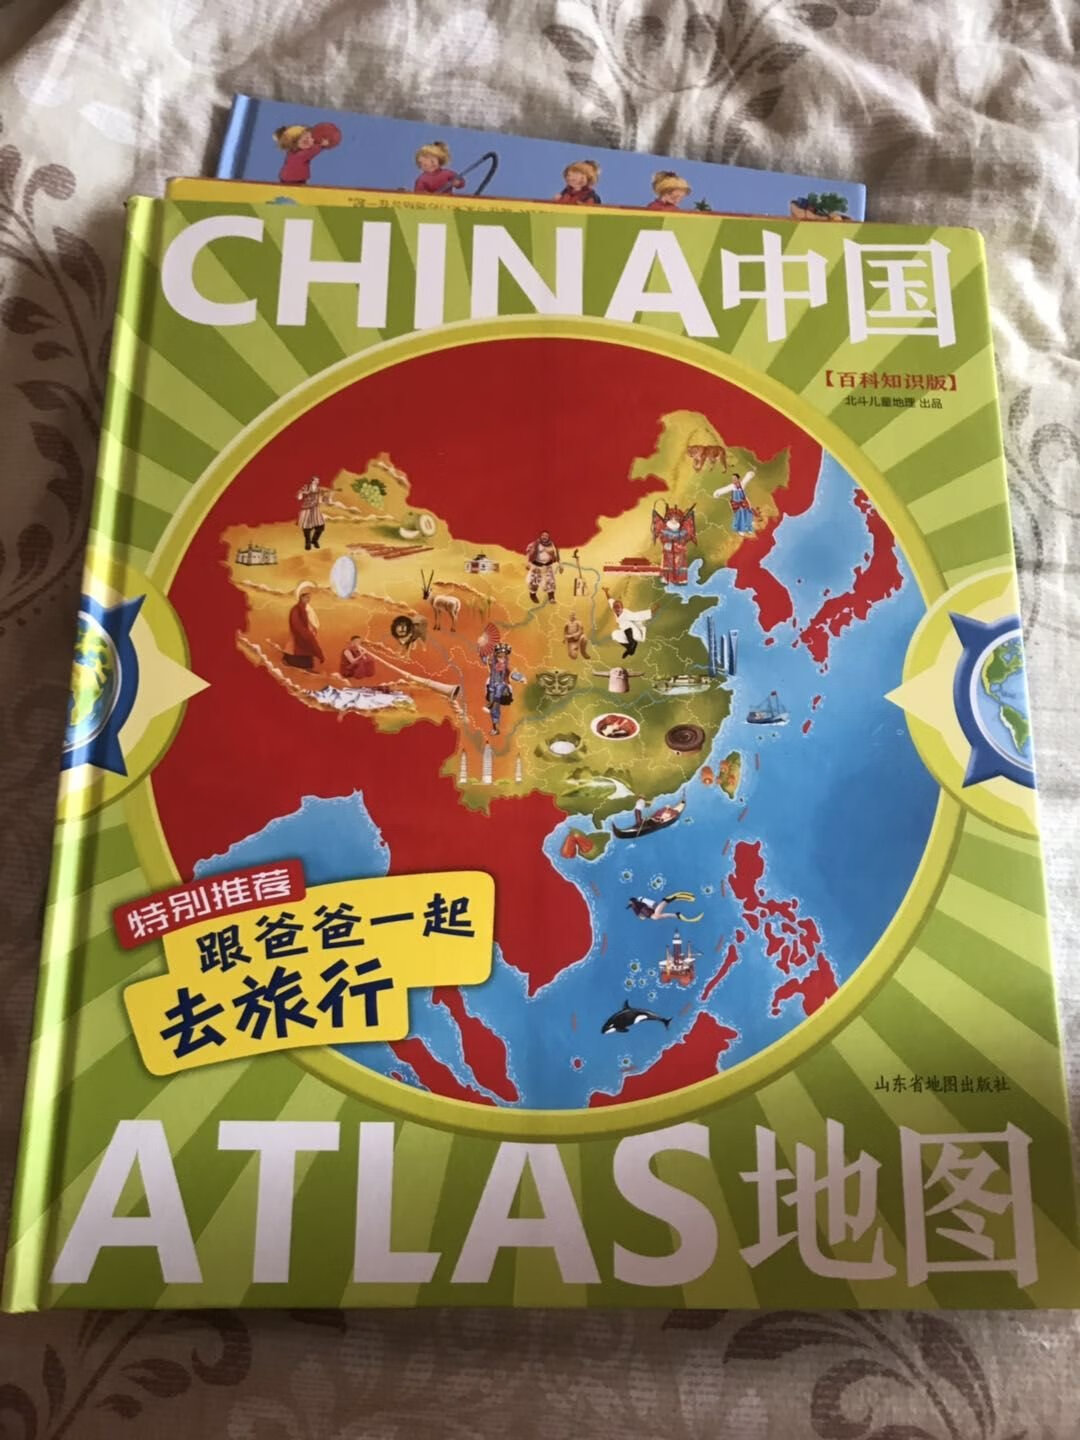 CHINA中国
【百科知识版】
北斗儿童地理 出品
特别推荐
跟爸爸一起
去旅行
山东省地图出版社
ATLAS地图